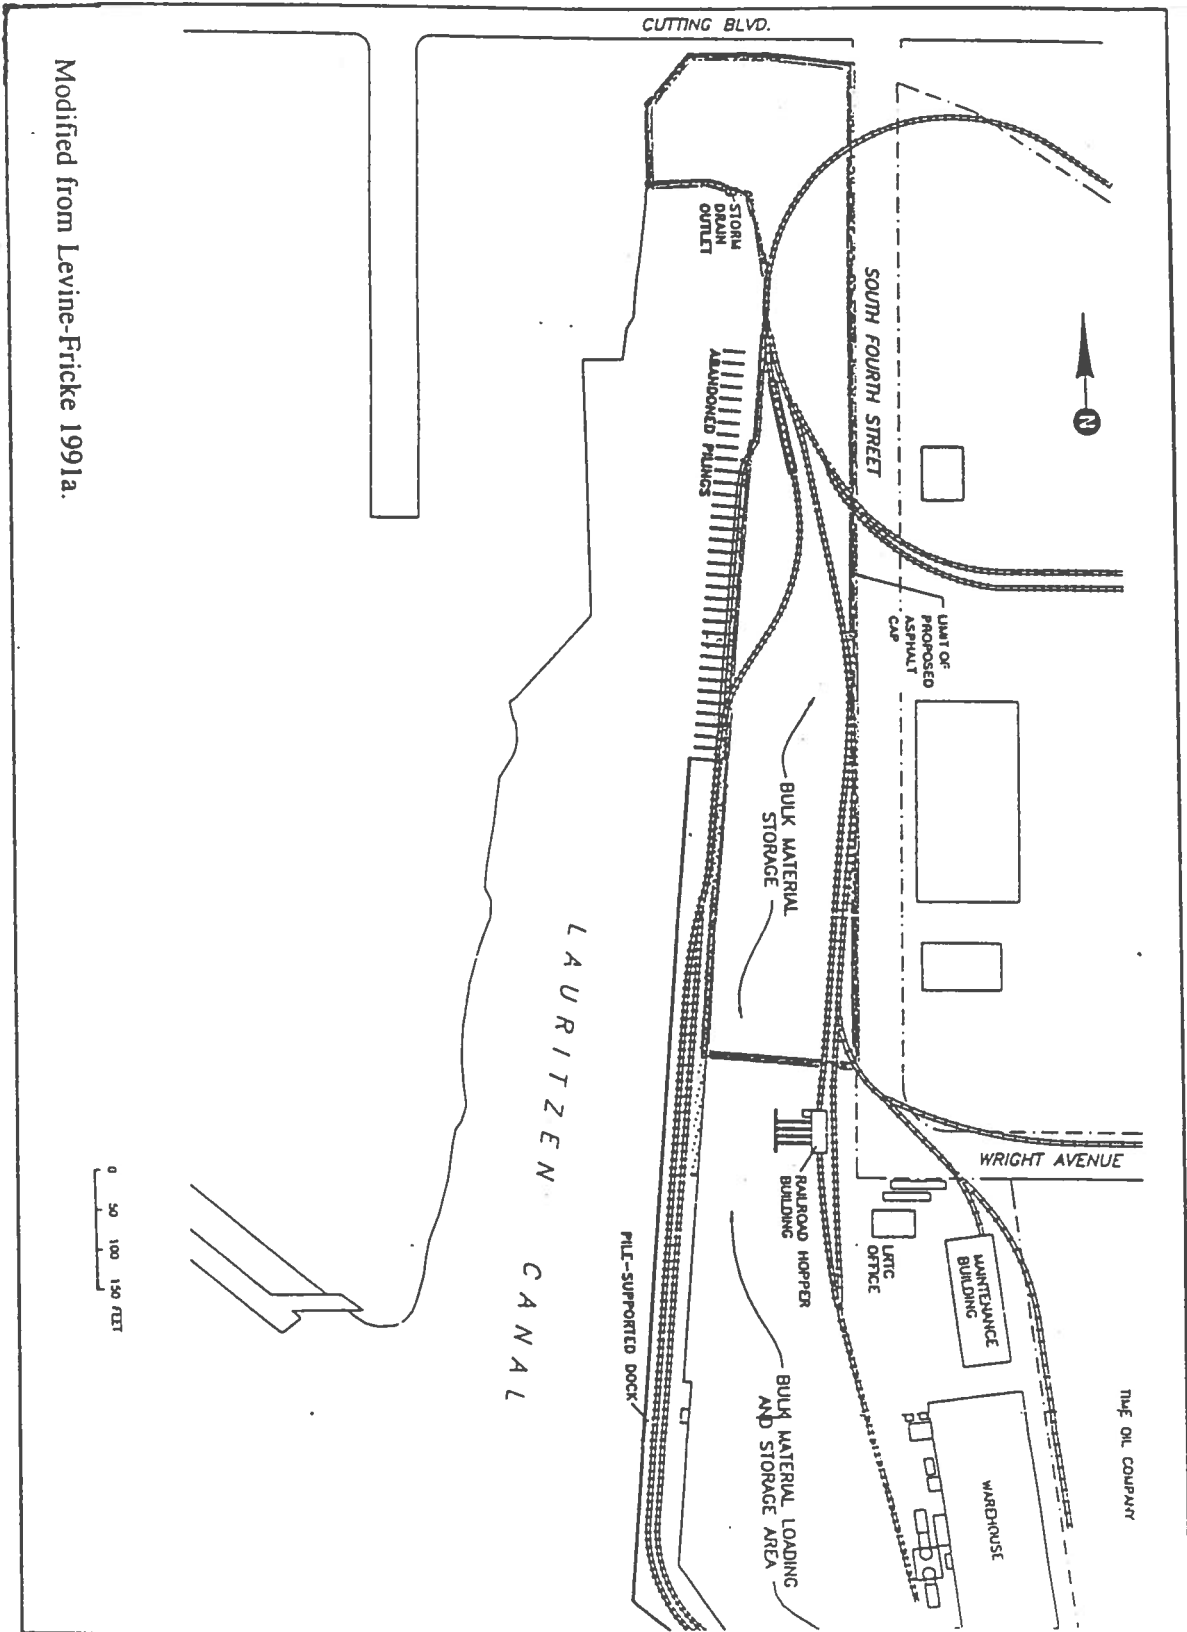 CUTTING BLVD.
Modified from Levine-Fricke 1991a.
STORM
DRAIN
OUTLET
SOUTH FOURTH STREET
N
ABANDONED PILINGS
LIMIT OF
PROPOSED
ASPHALT
CAP
BULK MATERIAL
STORAGE
LAURITZEN CANAL
WRIGHT AVENUE
RAILROAD HOPPER
BUILDING
LRTC
OFFICE
MAINTENANCE
BUILDING
PILE-SUPPORTED DOCK
0 50 100 150 FEET
BULK MATERIAL LOADING
AND STORAGE AREA
WAREHOUSE
TIME OIL COMPANY